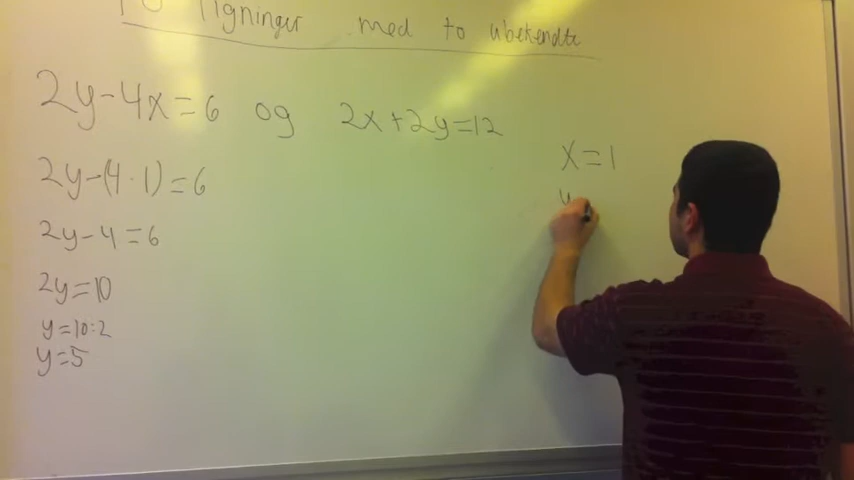 TO ligninger med to ubekendte
2y-4x=6 og 2x+2y=12
x=1
y
2y-(4·1)=6
2y-4=6
2y=10
y=10:2
y=5